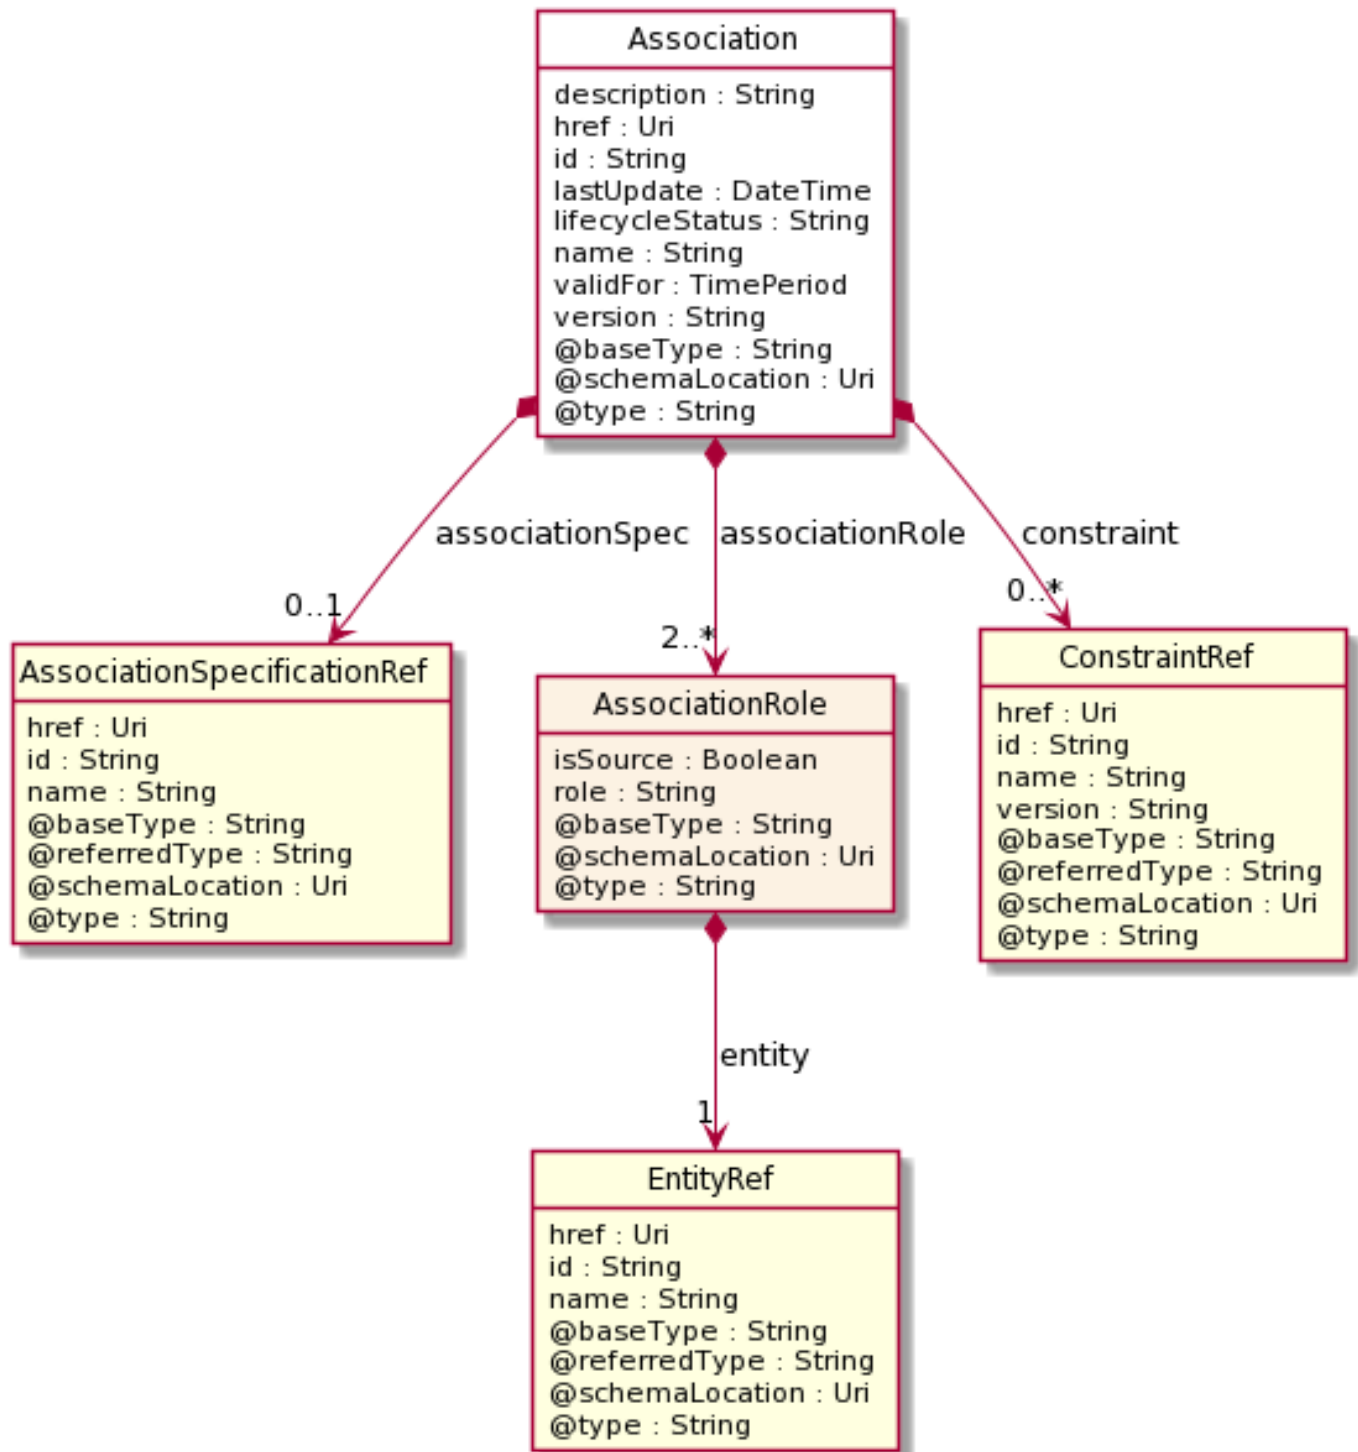 Association
description : String
href : Uri
id : String
lastUpdate : DateTime
lifecycleStatus : String
name : String
validFor : TimePeriod
version : String
@baseType : String
@schemaLocation : Uri
@type : String
associationSpec
associationRole
constraint
0..1
2..*
0..*
AssociationSpecificationRef
href : Uri
id : String
name : String
@baseType : String
@referredType : String
@schemaLocation : Uri
@type : String
AssociationRole
isSource : Boolean
role : String
@baseType : String
@schemaLocation : Uri
@type : String
ConstraintRef
href : Uri
id : String
name : String
version : String
@baseType : String
@referredType : String
@schemaLocation : Uri
@type : String
entity
1
EntityRef
href : Uri
id : String
name : String
@baseType : String
@referredType : String
@schemaLocation : Uri
@type : String